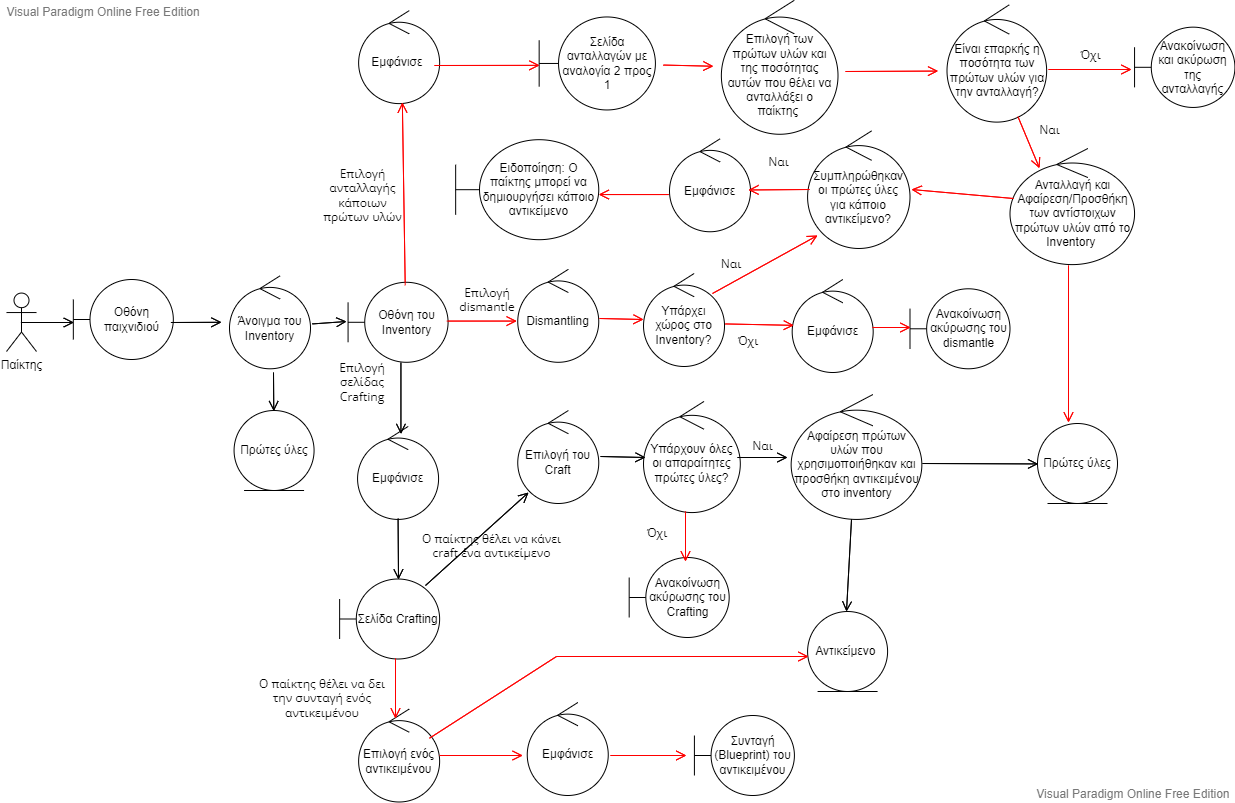 Visual Paradigm Online Free Edition
Εμφάνισε
Σελίδα
ανταλλαγών με
αναλογία 2 προς
1
Επιλογή των
πρώτων υλών και
της ποσότητας
αυτών που θέλει να
ανταλλάξει ο
παίκτης
Είναι επαρκής η
ποσότητα των
πρώτων υλών για
την ανταλλαγή?
Όχι
Ανακοίνωση
και ακύρωση
της
ανταλλαγής
Ναι
Επιλογή
ανταλλαγής
κάποιων
πρώτων υλών
Ειδοποίηση: Ο
παίκτης μπορεί να
δημιουργήσει κάποιο
αντικείμενο
Εμφάνισε
Ναι
Συμπληρώθηκαν
οι πρώτες ύλες
για κάποιο
αντικείμενο?
Ανταλλαγή και
Αφαίρεση/Προσθήκη
των αντίστοιχων
πρώτων υλών από το
Inventory
Παίκτης
Οθόνη
παιχνιδιού
Άνοιγμα του
Inventory
Οθόνη του
Inventory
Επιλογή
dismantle
Dismantling
Υπάρχει
χώρος στο
Inventory?
Ναι
Όχι
Εμφάνισε
Ανακοίνωση
ακύρωσης του
dismantle
Επιλογή
σελίδας
Crafting
Πρώτες ύλες
Εμφάνισε
Επιλογή του
Craft
Υπάρχουν όλες
οι απαραίτητες
πρώτες ύλες?
Ναι
Αφαίρεση πρώτων
υλών που
χρησιμοποιήθηκαν και
προσθήκη αντικειμένου
στο inventory
Πρώτες ύλες
Ο παίκτης θέλει να κάνει
craft ένα αντικείμενο
Όχι
Ανακοίνωση
ακύρωσης του
Crafting
Σελίδα Crafting
Αντικείμενο
Ο παίκτης θέλει να δει
την συνταγή ενός
αντικειμένου
Επιλογή ενός
αντικειμένου
Εμφάνισε
Συνταγή
(Blueprint) του
αντικειμένου
Visual Paradigm Online Free Edition